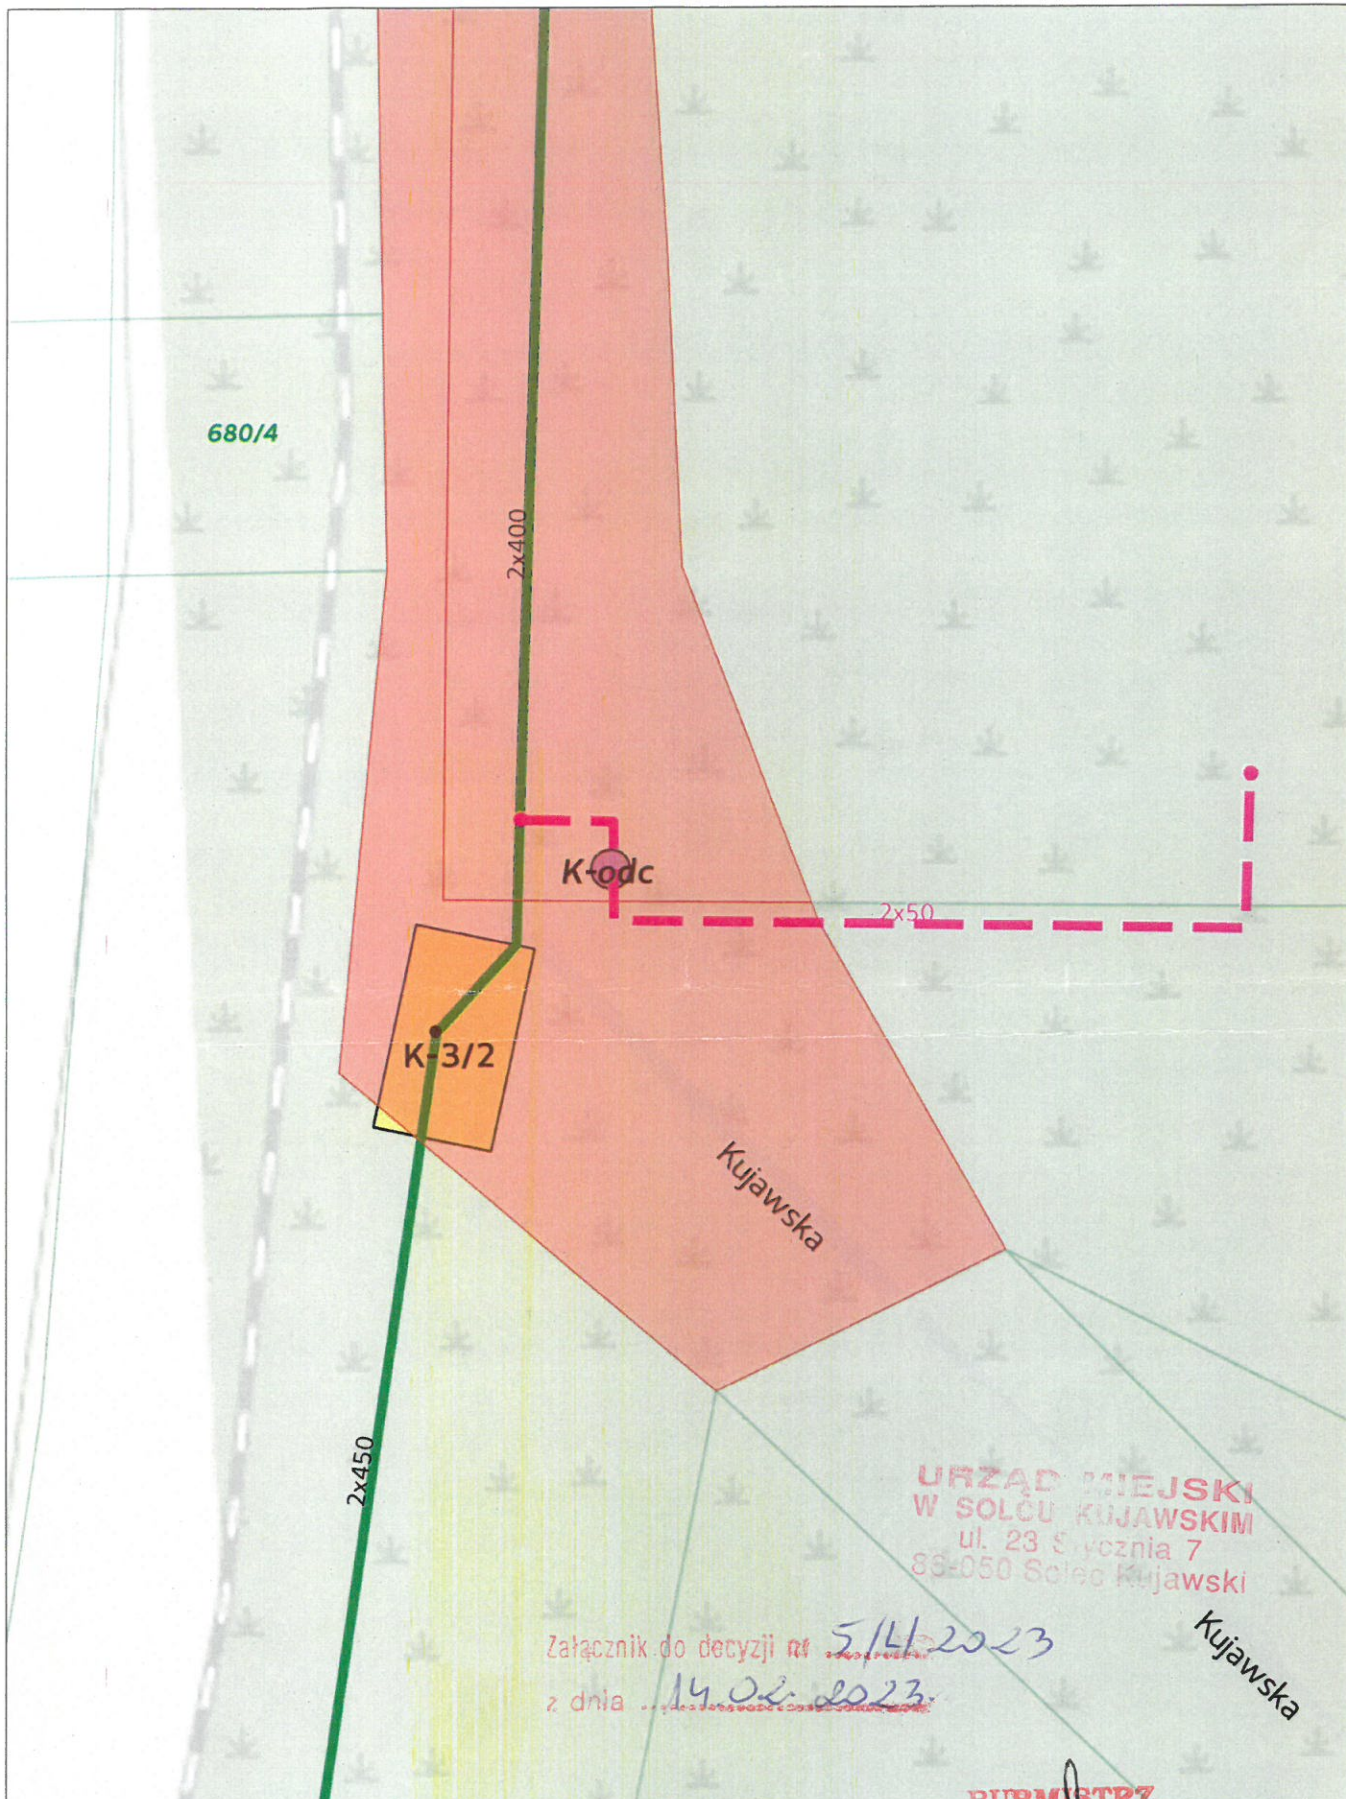 680/4
2x400
K-odc
2x50
K-3/2
Kujawska
2x450
URZĄD MIEJSKI
W SOLCU KUJAWSKIM
ul. 23 Stycznia 7
86-050 Solec Kujawski
Kujawska
Załącznik do decyzji nr 5/L/2023
z dnia 14.02.2023.
BURMISTRZ